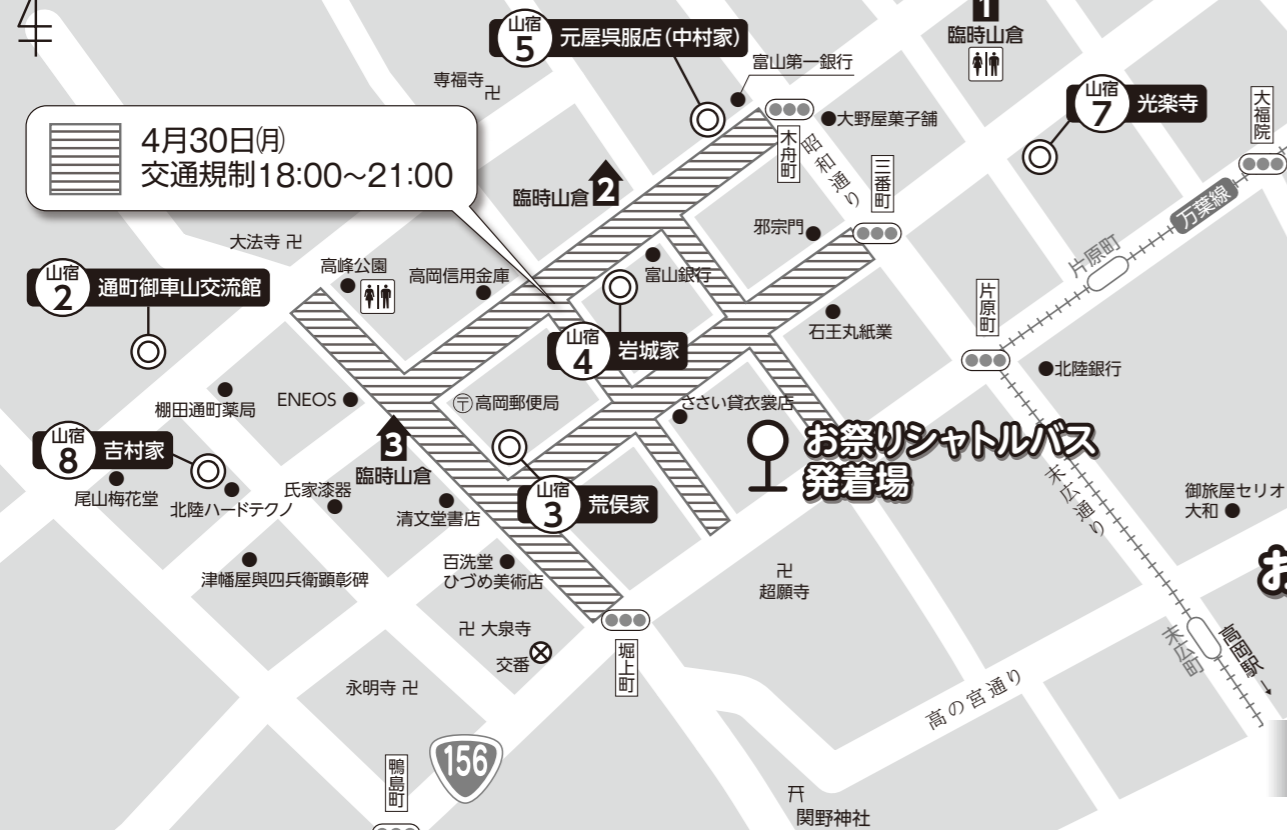 4
山宿
5
元屋呉服店(中村家)
1
臨時山倉
富山第一銀行
専福寺
山宿
7
光楽寺
大福院
大野屋菓子舗
木舟町
昭和通り
三番町
4月30日㈪
交通規制18:00〜21:00
臨時山倉
2
万葉線
片原町
邪宗門
大法寺
高峰公園
高岡信用金庫
富山銀行
山宿
2
通町御車山交流館
片原町
石王丸紙業
山宿
4
岩城家
北陸銀行
棚田通町薬局
ENEOS
〒高岡郵便局
ささい貸衣裳店
3
臨時山倉
お祭りシャトルバス
発着場
山宿
8
吉村家
尾山梅花堂
北陸ハードテクノ
氏家漆器
清文堂書店
山宿
3
荒俣家
末広通り
御旅屋セリオ
大和
津幡屋與四兵衛顕彰碑
百洗堂
ひづめ美術店
超願寺
お
大泉寺
交番
堀上町
末広町
高岡駅→
永明寺
高の宮通り
156
鴨島町
関野神社